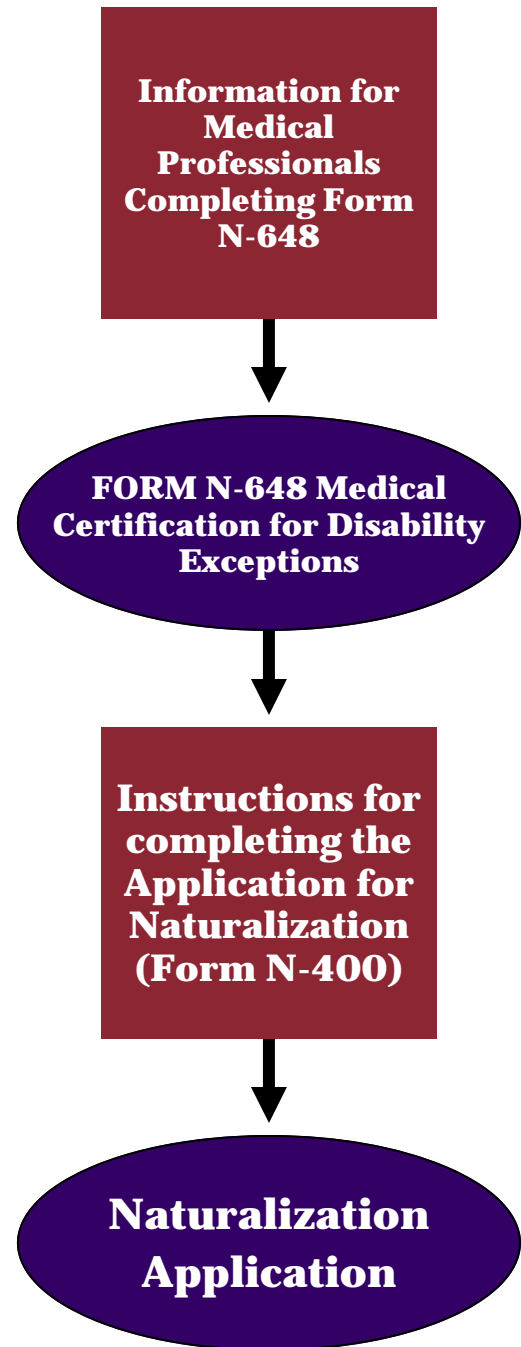 Information for
Medical
Professionals
Completing Form
N-648
FORM N-648 Medical
Certification for Disability
Exceptions
Instructions for
completing the
Application for
Naturalization
(Form N-400)
Naturalization
Application